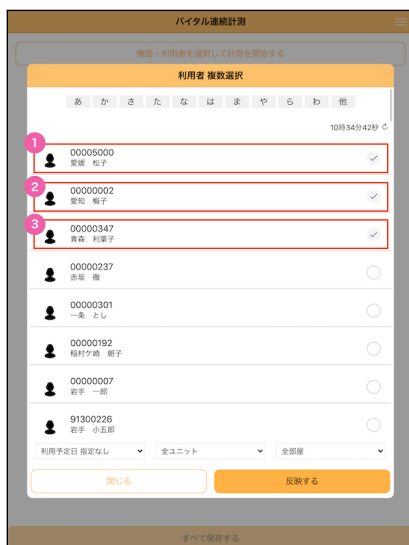 バイタル連続計測
機器・利用者を選択して計測を開始する
利用者 複数選択
あ か さ た な は ま や ら わ 他
10時34分42秒
1
00005000
愛媛 松子
2
00000002
愛知 梅子
3
00000347
青森 利葉子
00000237
赤坂 徹
00000301
一条 とし
00000192
稲村ケ崎 朝子
00000007
岩手 一郎
91300226
岩手 小五郎
利用予定日 指定なし 全ユニット 全部屋
閉じる 反映する
すべて保存する